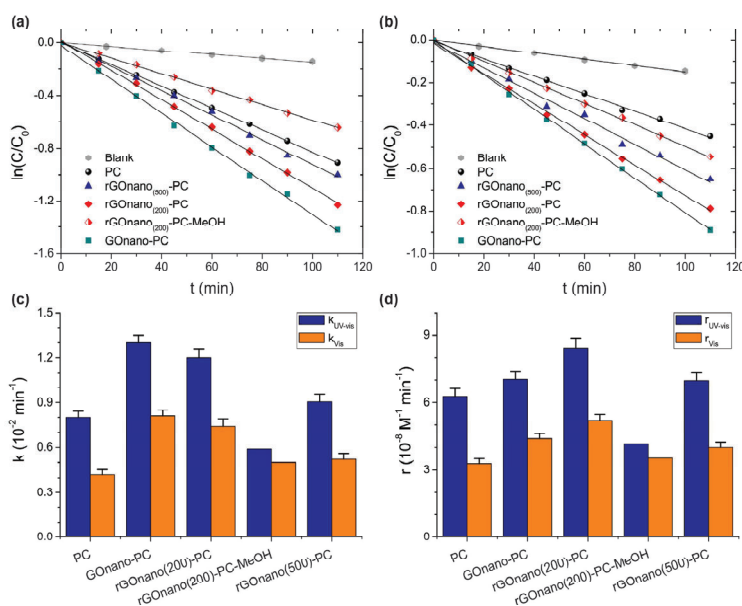 (a)
0.0
-0.4
-0.8
-1.2
-1.6
ln(C/C0)
Blank
PC
rGOnano(500)-PC
rGOnano(200)-PC
rGOnano(200)-PC-MeOH
GOnano-PC
0 20 40 60 80 100 120
t (min)
(b)
0.0
-0.2
-0.4
-0.6
-0.8
-1.0
ln(C/C0)
Blank
PC
rGOnano(500)-PC
rGOnano(200)-PC
rGOnano(200)-PC-MeOH
GOnano-PC
0 20 40 60 80 100 120
t (min)
(c)
1.5
1.2
0.9
0.6
0.3
0.0
k (10-2 min-1)
kUV-vis
kVis
PC
GOnano-PC
rGOnano(200)-PC
rGOnano(200)-PC-MeOH
rGOnano(500)-PC
(d)
9
6
3
0
r (10-8 M-1 min-1)
rUV-vis
rVis
PC
GOnano-PC
rGOnano(200)-PC
rGOnano(200)-PC-MeOH
rGOnano(500)-PC